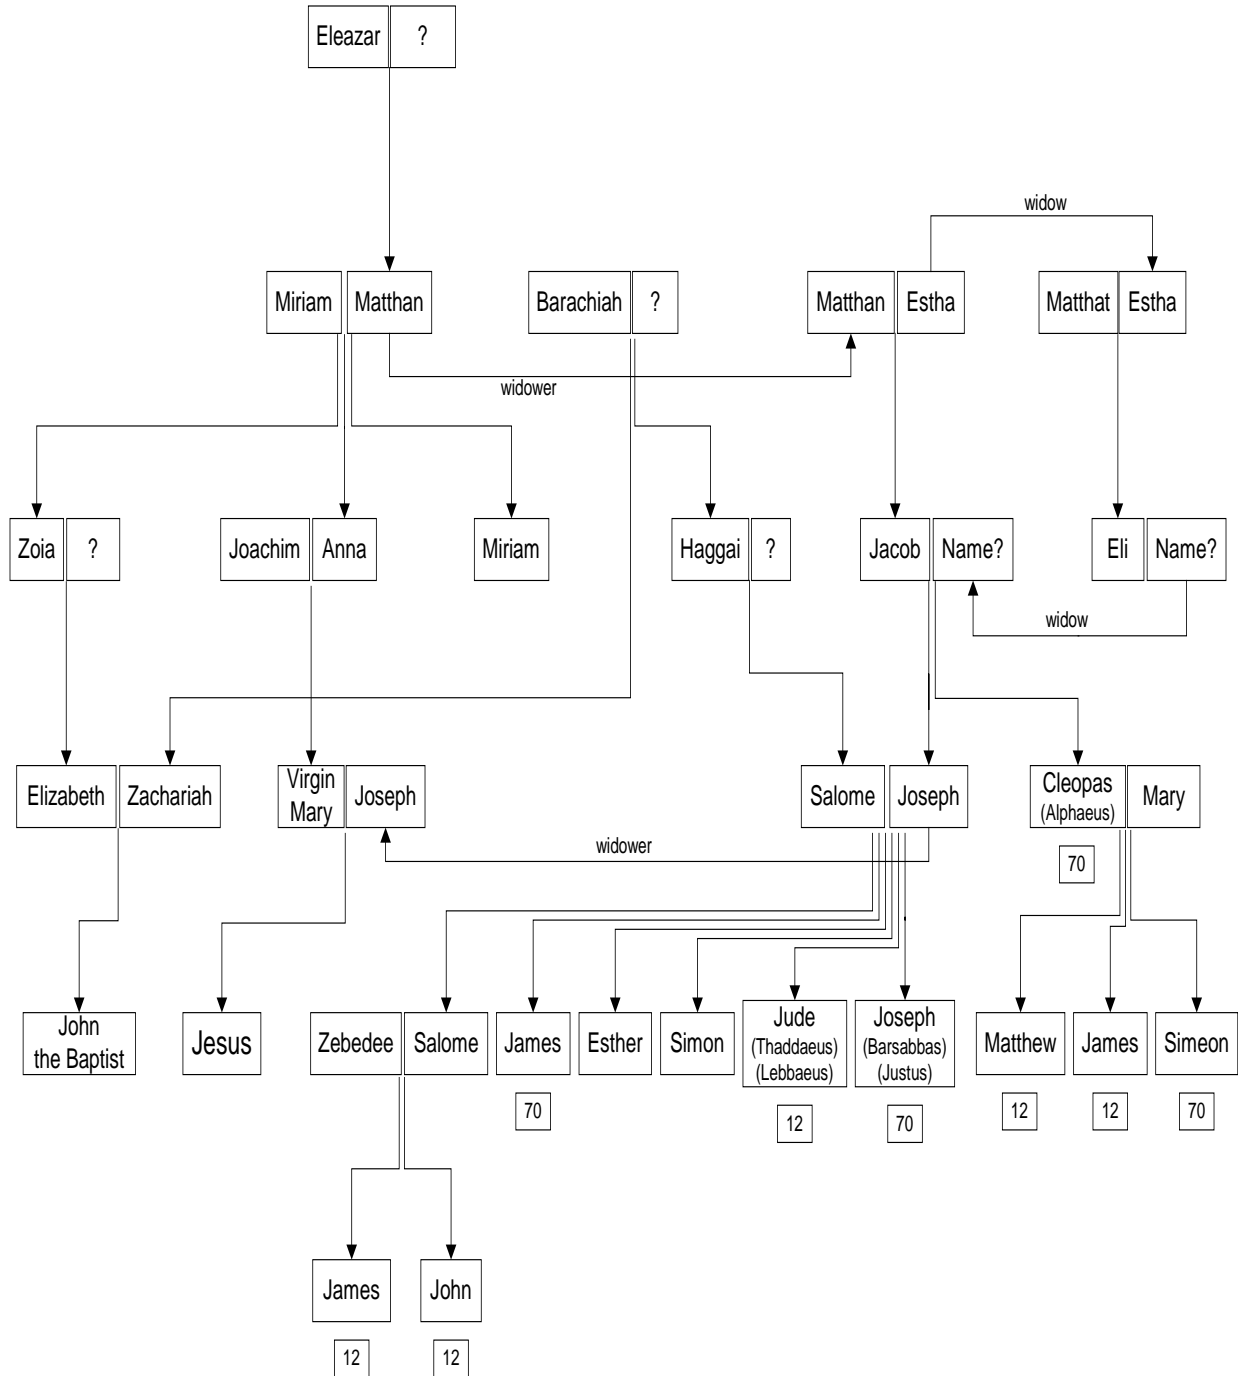 Eleazar
?
widow
Miriam
Matthan
Barachiah
?
Matthan
Estha
Matthat
Estha
widower
Zoia
?
Joachim
Anna
Miriam
Haggai
?
Jacob
Name?
Eli
Name?
widow
Elizabeth
Zachariah
Virgin
Mary
Joseph
Salome
Joseph
Cleopas
(Alphaeus)
Mary
widower
70
John
the Baptist
Jesus
Zebedee
Salome
James
Esther
Simon
Jude
(Thaddaeus)
(Lebbaeus)
Joseph
(Barsabbas)
(Justus)
Matthew
James
Simeon
70
12
70
12
12
70
James
John
12
12